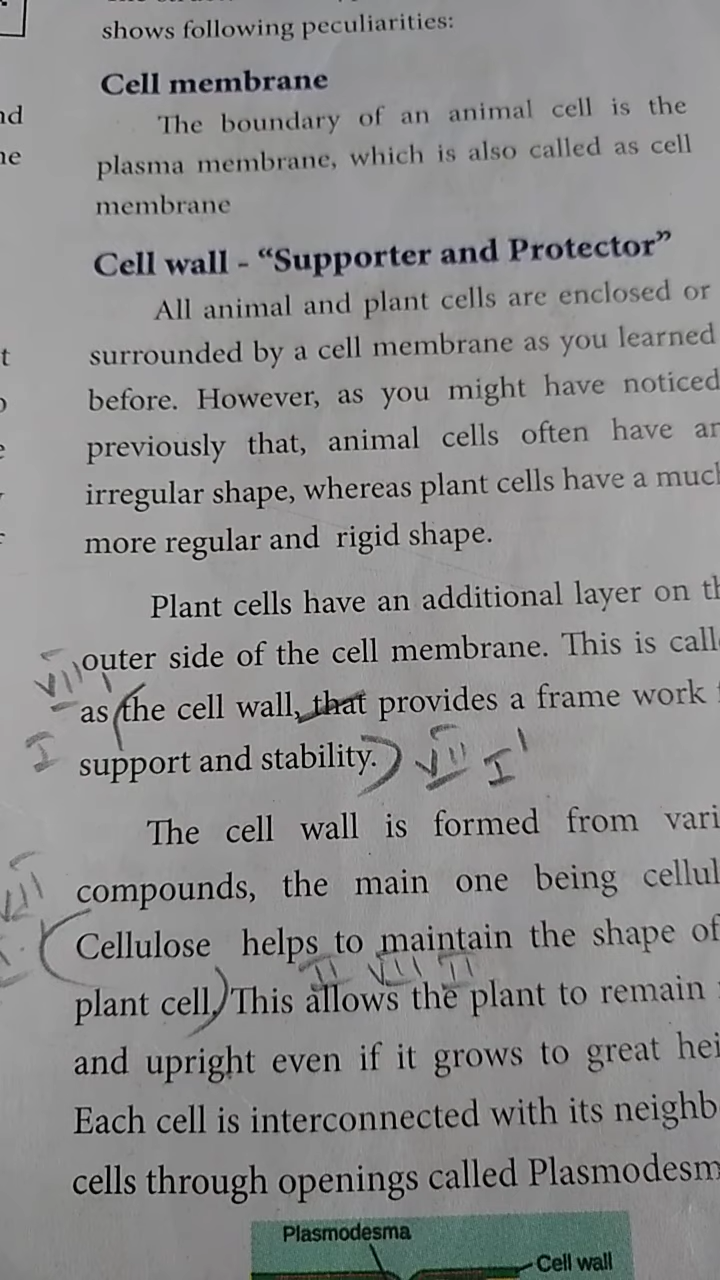 shows following peculiarities:
Cell membrane
The boundary of an animal cell is the
plasma membrane, which is also called as cell
membrane
Cell wall - “Supporter and Protector”
All animal and plant cells are enclosed or
surrounded by a cell membrane as you learned
before. However, as you might have noticed
previously that, animal cells often have an
irregular shape, whereas plant cells have a much
more regular and rigid shape.
Plant cells have an additional layer on
outer side of the cell membrane. This is
as the cell wall, that provides a frame work
support and stability.
The cell wall is formed from
compounds, the main one being
Cellulose helps to maintain the shape of
plant cell. This allows the plant to remain
and upright even if it grows to great
Each cell is interconnected with its
cells through openings called
Plasmodesma
Cell wall